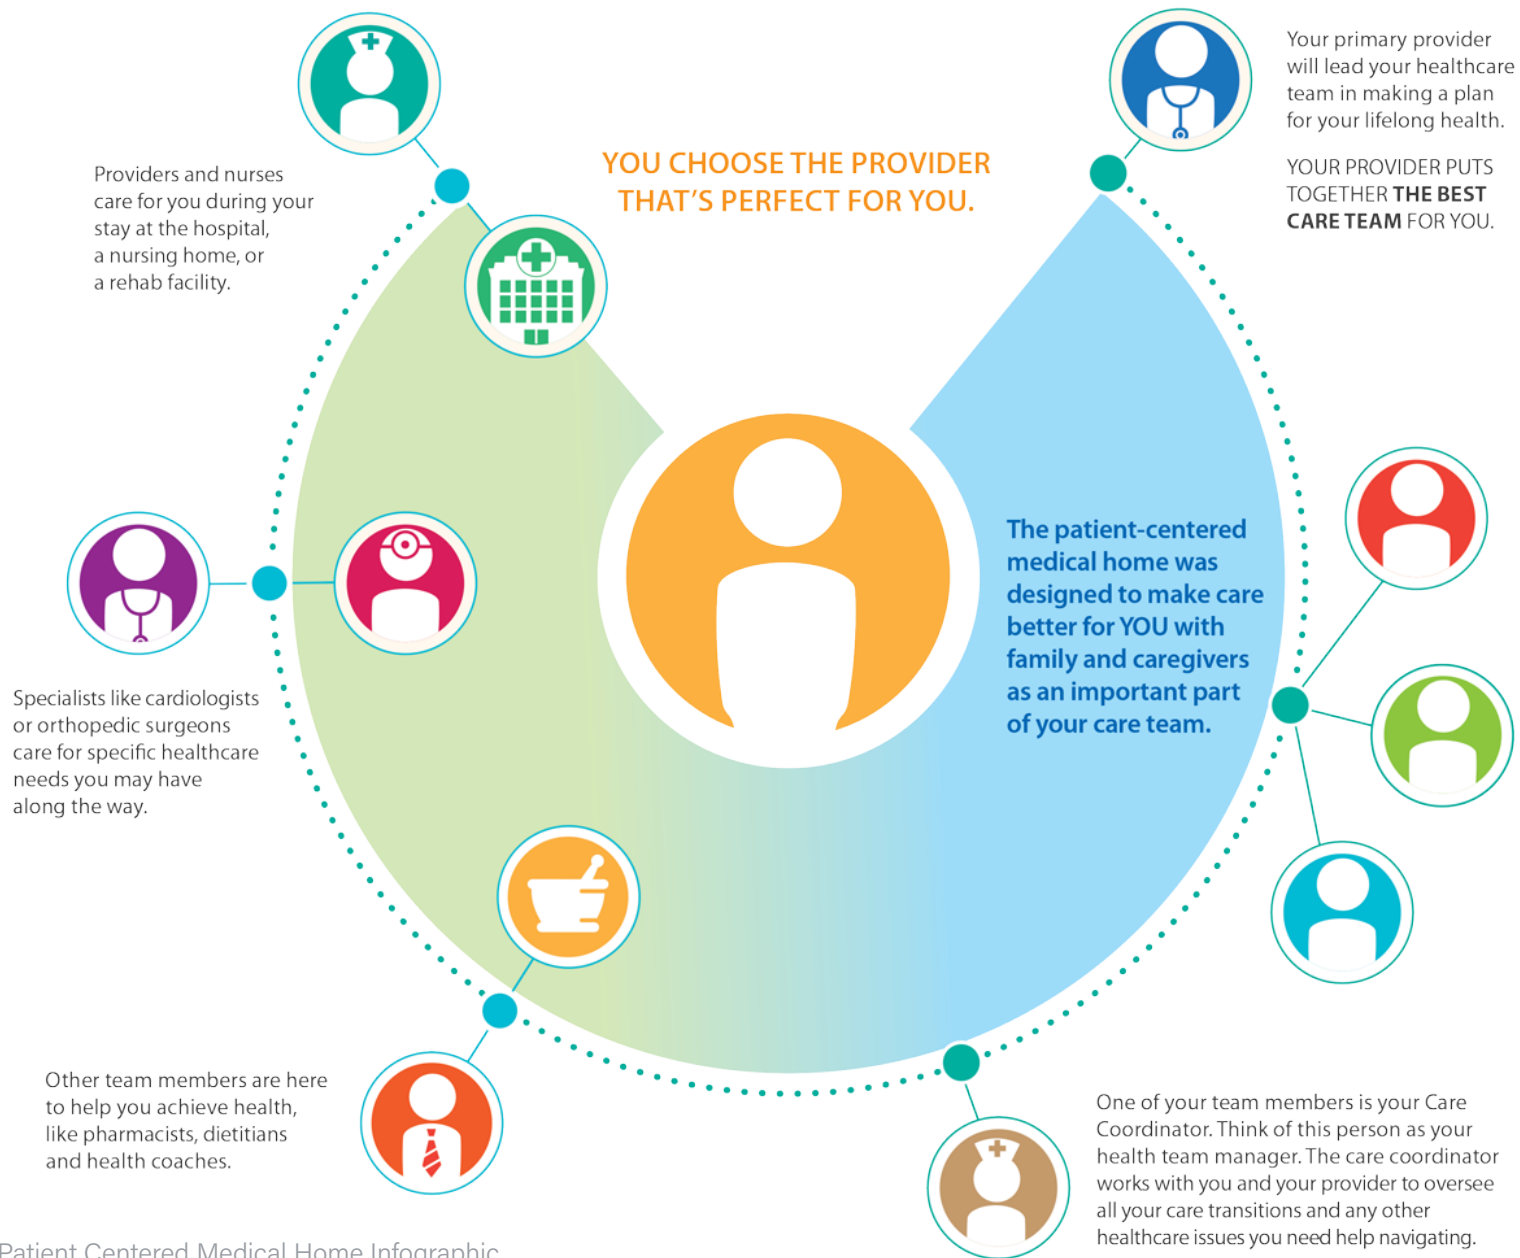 YOU CHOOSE THE PROVIDER
THAT'S PERFECT FOR YOU.
Your primary provider
will lead your healthcare
team in making a plan
for your lifelong health.
YOUR PROVIDER PUTS
TOGETHER THE BEST
CARE TEAM FOR YOU.
Providers and nurses
care for you during your
stay at the hospital,
a nursing home, or
a rehab facility.
The patient-centered
medical home was
designed to make care
better for YOU with
family and caregivers
as an important part
of your care team.
Specialists like cardiologists
or orthopedic surgeons
care for specific healthcare
needs you may have
along the way.
Other team members are here
to help you achieve health,
like pharmacists, dietitians
and health coaches.
One of your team members is your Care
Coordinator. Think of this person as your
health team manager. The care coordinator
works with you and your provider to oversee
all your care transitions and any other
healthcare issues you need help navigating.
Patient Centered Medical Home Infographic